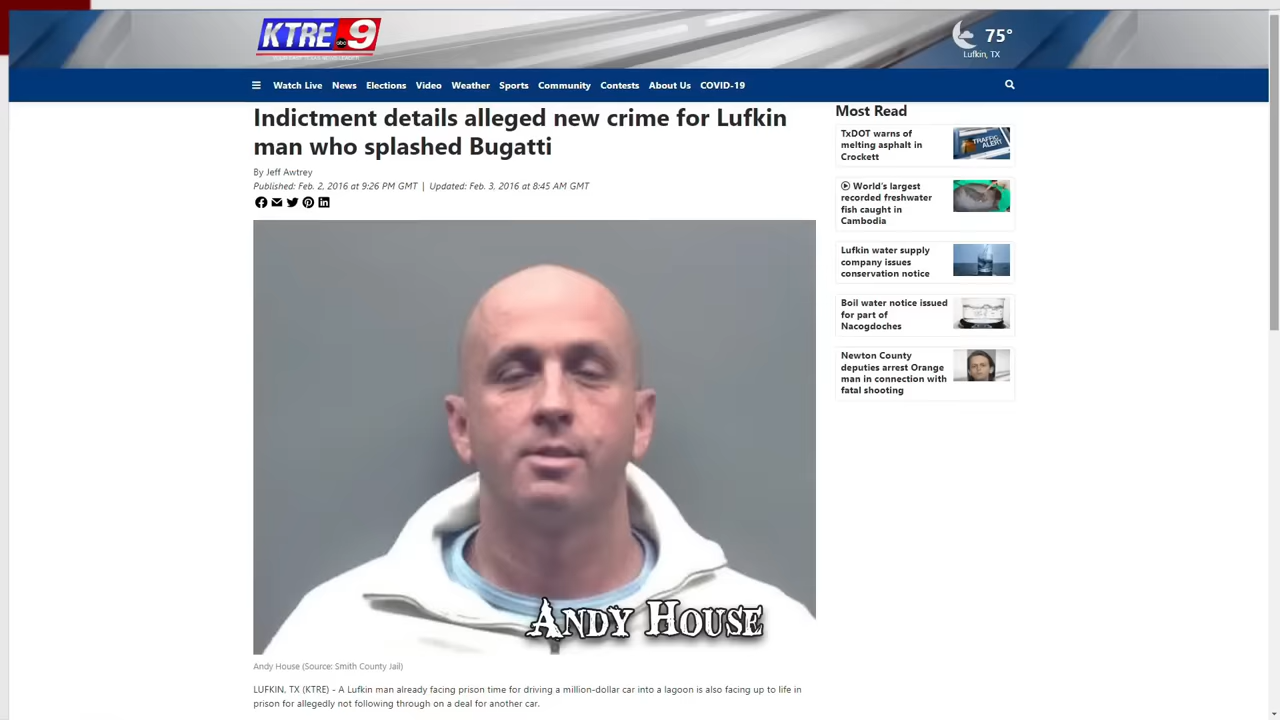 KTRE abc 9
75°
Lufkin, TX
Watch Live News Elections Video Weather Sports Community Contests About Us COVID-19
Indictment details alleged new crime for Lufkin
man who splashed Bugatti
By Jeff Awtrey
Published: Feb. 2, 2016 at 9:26 PM GMT | Updated: Feb. 3, 2016 at 8:45 AM GMT
ANDY HOUSE
Andy House (Source: Smith County Jail)
LUFKIN, TX (KTRE) - A Lufkin man already facing prison time for driving a million-dollar car into a lagoon is also facing up to life in
prison for allegedly not following through on a deal for another car.
Most Read
TxDOT warns of
melting asphalt in
Crockett
TRAFFIC
ALERT
World's largest
recorded freshwater
fish caught in
Cambodia
Lufkin water supply
company issues
conservation notice
Boil water notice issued
for part of
Nacogdoches
Newton County
deputies arrest Orange
man in connection with
fatal shooting